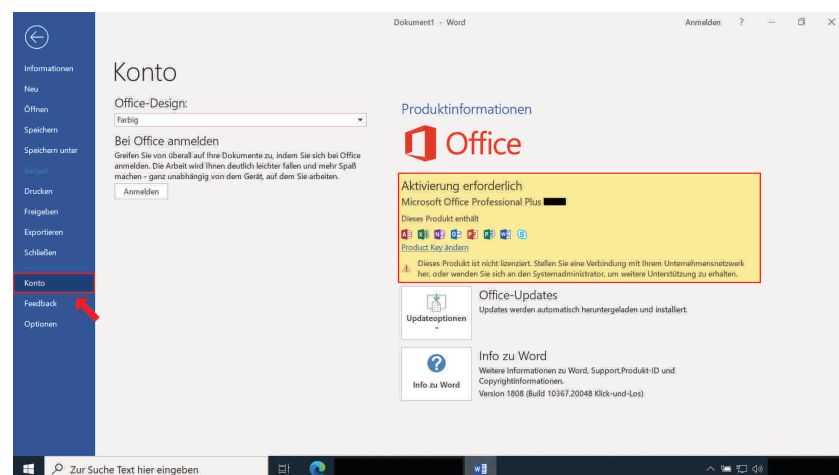 Dokument1 - Word
Anmelden ?
Informationen
Neu
Öffnen
Speichern
Speichern unter
Verlauf
Drucken
Freigeben
Exportieren
Schließen
Konto
Feedback
Optionen
Konto
Office-Design:
Farbig
Bei Office anmelden
Greifen Sie von überall auf Ihre Dokumente zu, indem Sie sich bei Office
anmelden. Die Arbeit wird Ihnen deutlich leichter fallen und mehr Spaß
machen - ganz unabhängig von dem Gerät, auf dem Sie arbeiten.
Anmelden
Produktinformationen
Office
Aktivierung erforderlich
Microsoft Office Professional Plus
Dieses Produkt enthält
Product Key ändern
Dieses Produkt ist nicht lizenziert. Stellen Sie eine Verbindung mit Ihrem Unternehmensnetzwerk
her, oder wenden Sie sich an den Systemadministrator, um weitere Unterstützung zu erhalten.
Updateoptionen
Office-Updates
Updates werden automatisch heruntergeladen und installiert.
Info zu Word
Info zu Word
Weitere Informationen zu Word, Support,Produkt-ID und
Copyrightinformationen.
Version 1808 (Build 10367.20048 Klick-und-Los)
Zur Suche Text hier eingeben